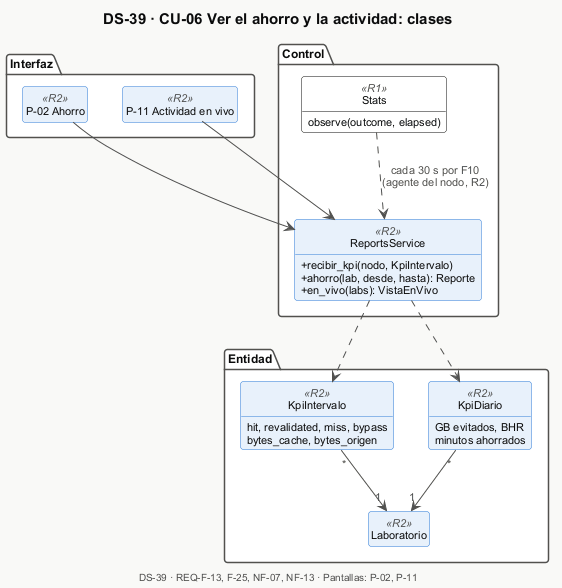 DS-39 · CU-06 Ver el ahorro y la actividad: clases
Interfaz
«R2»
P-02 Ahorro
«R2»
P-11 Actividad en vivo
Control
«R1»
Stats
observe(outcome, elapsed)
cada 30 s por F10
(agente del nodo, R2)
«R2»
ReportsService
+recibir_kpi(nodo, KpiIntervalo)
+ahorro(lab, desde, hasta): Reporte
+en_vivo(labs): VistaEnVivo
Entidad
«R2»
KpiIntervalo
hit, revalidated, miss, bypass
bytes_cache, bytes_origen
«R2»
KpiDiario
GB evitados, BHR
minutos ahorrados
*
*
1
1
«R2»
Laboratorio
DS-39 · REQ-F-13, F-25, NF-07, NF-13 · Pantallas: P-02, P-11